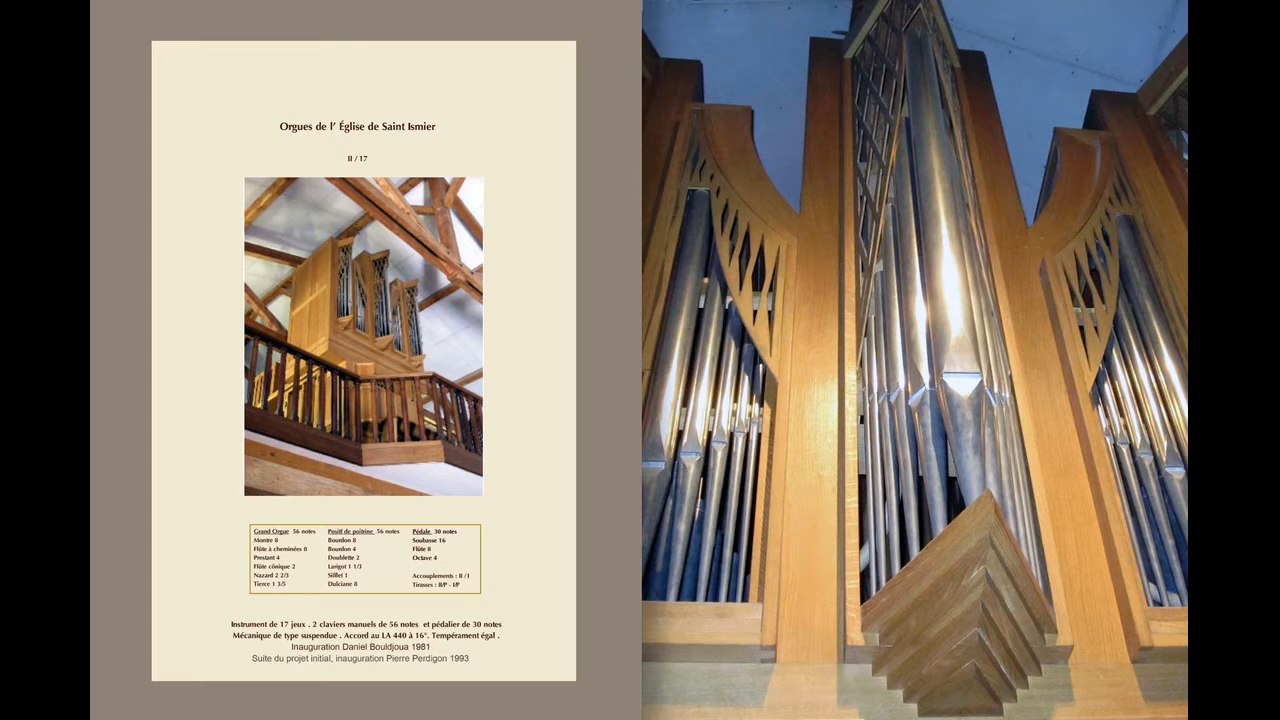 Orgues de l’ Église de Saint Ismier
II / 17
Grand Orgue 56 notes
Montre 8
Flûte à cheminées 8
Prestant 4
Flûte cônique 2
Nazard 2 2/3
Tierce 1 3/5
Positif de poitrine 56 notes
Bourdon 8
Bourdon 4
Doublette 2
Larigot 1 1/3
Sifflet 1
Dulciane 8
Pédale 30 notes
Soubasse 16
Flûte 8
Octave 4
Accouplements : II / I
Tirasses : II/P - I/P
Instrument de 17 jeux . 2 claviers manuels de 56 notes et pédalier de 30 notes
Mécanique de type suspendue . Accord au LA 440 à 16°. Tempérament égal .
Inauguration Daniel Bouldjoua 1981
Suite du projet initial, inauguration Pierre Perdigon 1993